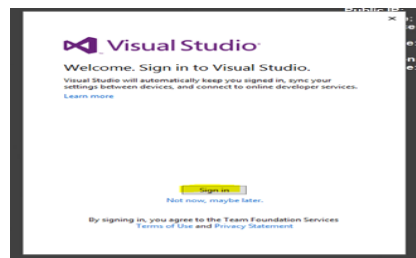 Public IP:
Visual Studio
Welcome. Sign in to Visual Studio.
Visual Studio will automatically keep you signed in, sync your
settings between devices, and connect to online developer services.
Learn more
Sign in
Not now, maybe later.
By signing in, you agree to the Team Foundation Services
Terms of Use and Privacy Statement